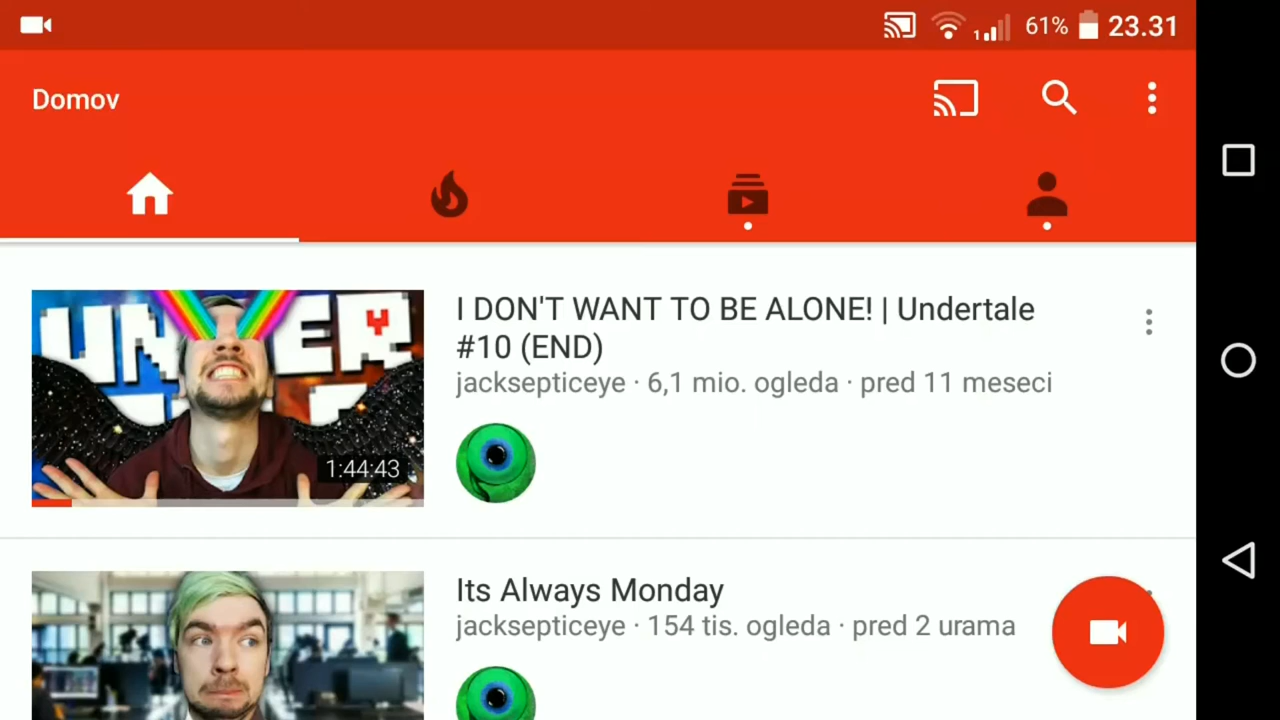 61% 23.31
Domov
UNDER
1:44:43
I DON'T WANT TO BE ALONE! | Undertale
#10 (END)
jacksepticeye · 6,1 mio. ogleda · pred 11 meseci
Its Always Monday
jacksepticeye · 154 tis. ogleda · pred 2 urama